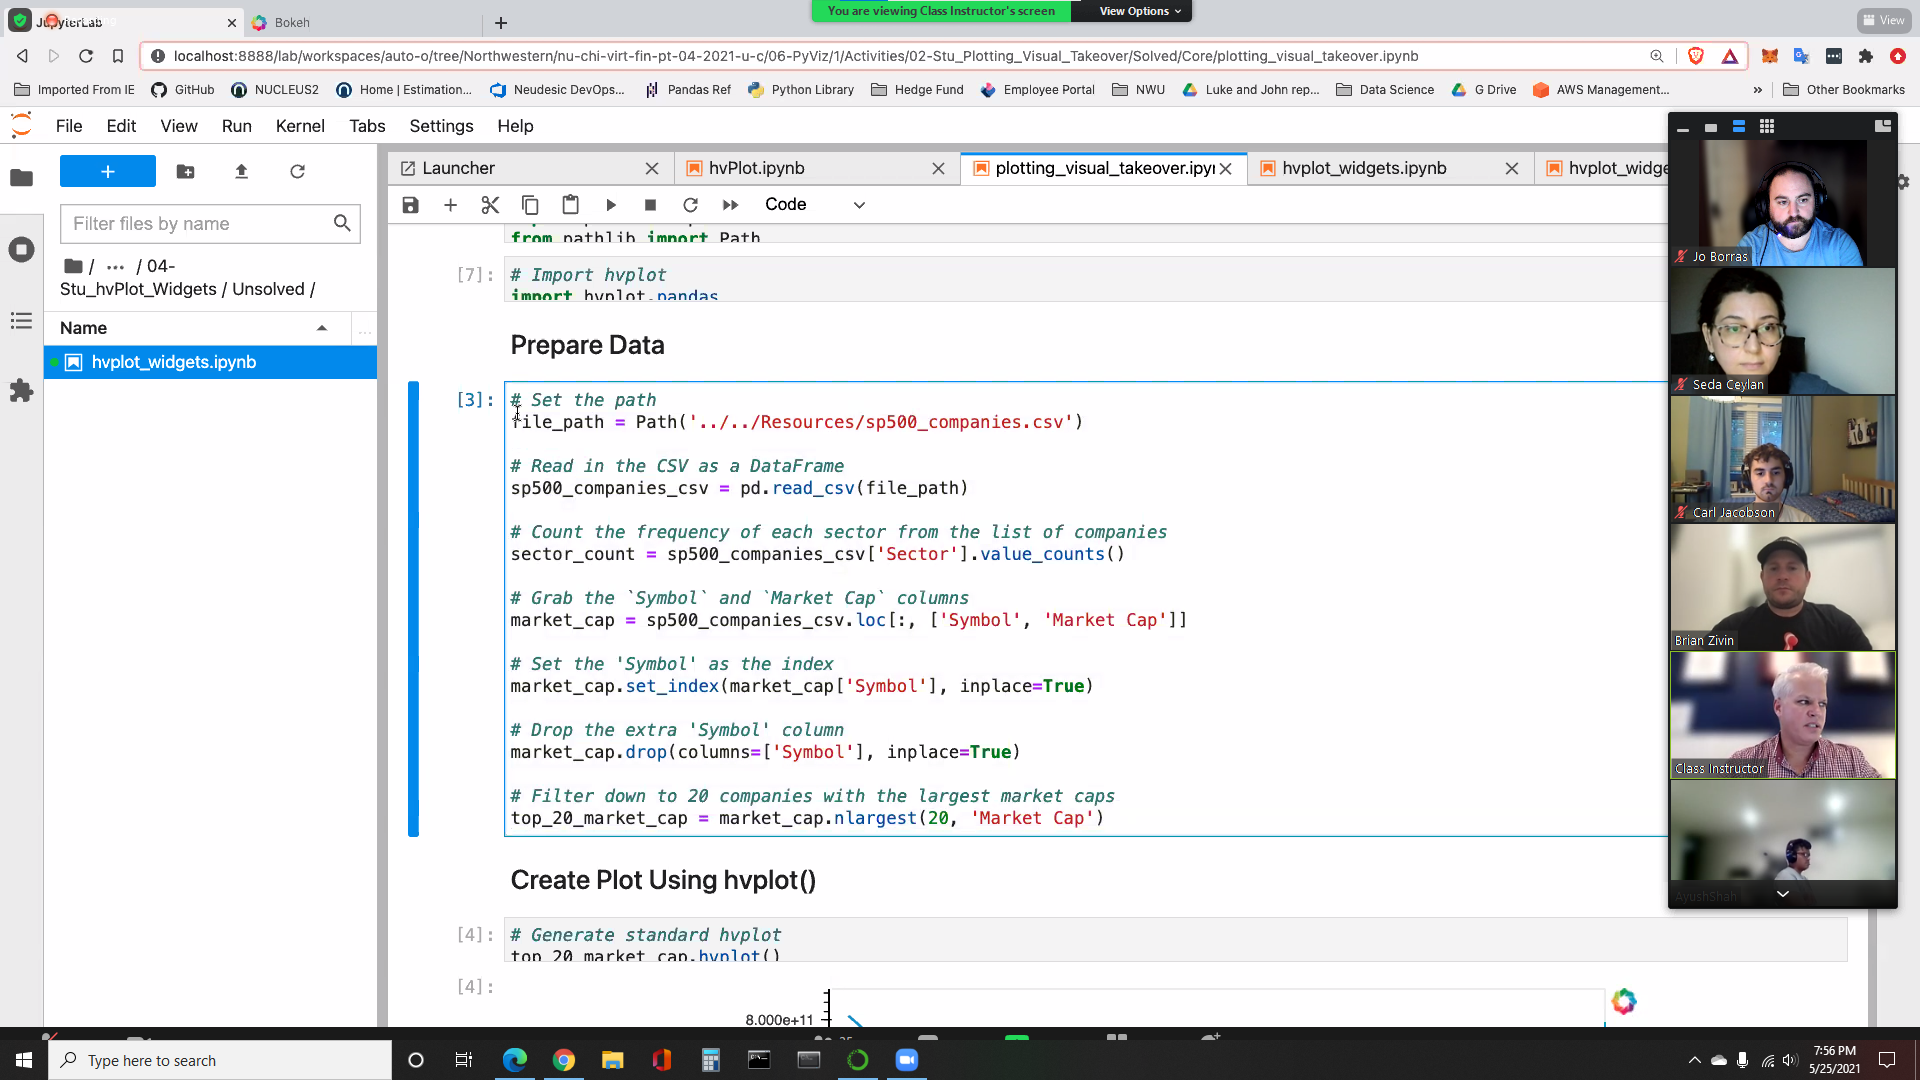 JupyterLab
Bokeh
You are viewing Class Instructor's screen
View Options
View
localhost:8888/lab/workspaces/auto-o/tree/Northwestern/nu-chi-virt-fin-pt-04-2021-u-c/06-PyViz/1/Activities/02-Stu_Plotting_Visual_Takeover/Solved/Core/plotting_visual_takeover.ipynb
Imported From IE
GitHub
NUCLEUS2
Home | Estimation...
Neudesic DevOps...
Pandas Ref
Python Library
Hedge Fund
Employee Portal
NWU
Luke and John rep...
Data Science
G Drive
AWS Management...
»
Other Bookmarks
File Edit View Run Kernel Tabs Settings Help
Launcher
hvPlot.ipynb
plotting_visual_takeover.ipyr
hvplot_widgets.ipynb
hvplot_widge
Code
Filter files by name
/ ... / 04-
Stu_hvPlot_Widgets / Unsolved /
Name
...
hvplot_widgets.ipynb
from pathlib import Path
[7]: # Import hvplot
import hvplot.pandas
Prepare Data
[3]: # Set the path
file_path = Path('../../Resources/sp500_companies.csv')
# Read in the CSV as a DataFrame
sp500_companies_csv = pd.read_csv(file_path)
# Count the frequency of each sector from the list of companies
sector_count = sp500_companies_csv['Sector'].value_counts()
# Grab the `Symbol` and `Market Cap` columns
market_cap = sp500_companies_csv.loc[:, ['Symbol', 'Market Cap']]
# Set the 'Symbol' as the index
market_cap.set_index(market_cap['Symbol'], inplace=True)
# Drop the extra 'Symbol' column
market_cap.drop(columns=['Symbol'], inplace=True)
# Filter down to 20 companies with the largest market caps
top_20_market_cap = market_cap.nlargest(20, 'Market Cap')
Create Plot Using hvplot()
[4]: # Generate standard hvplot
top_20_market_cap.hvplot()
[4]:
8.000e+11
Jo Borras
Seda Ceylan
Carl Jacobson
Brian Zivin
Class Instructor
AyushShah
Type here to search
7:56 PM
5/25/2021